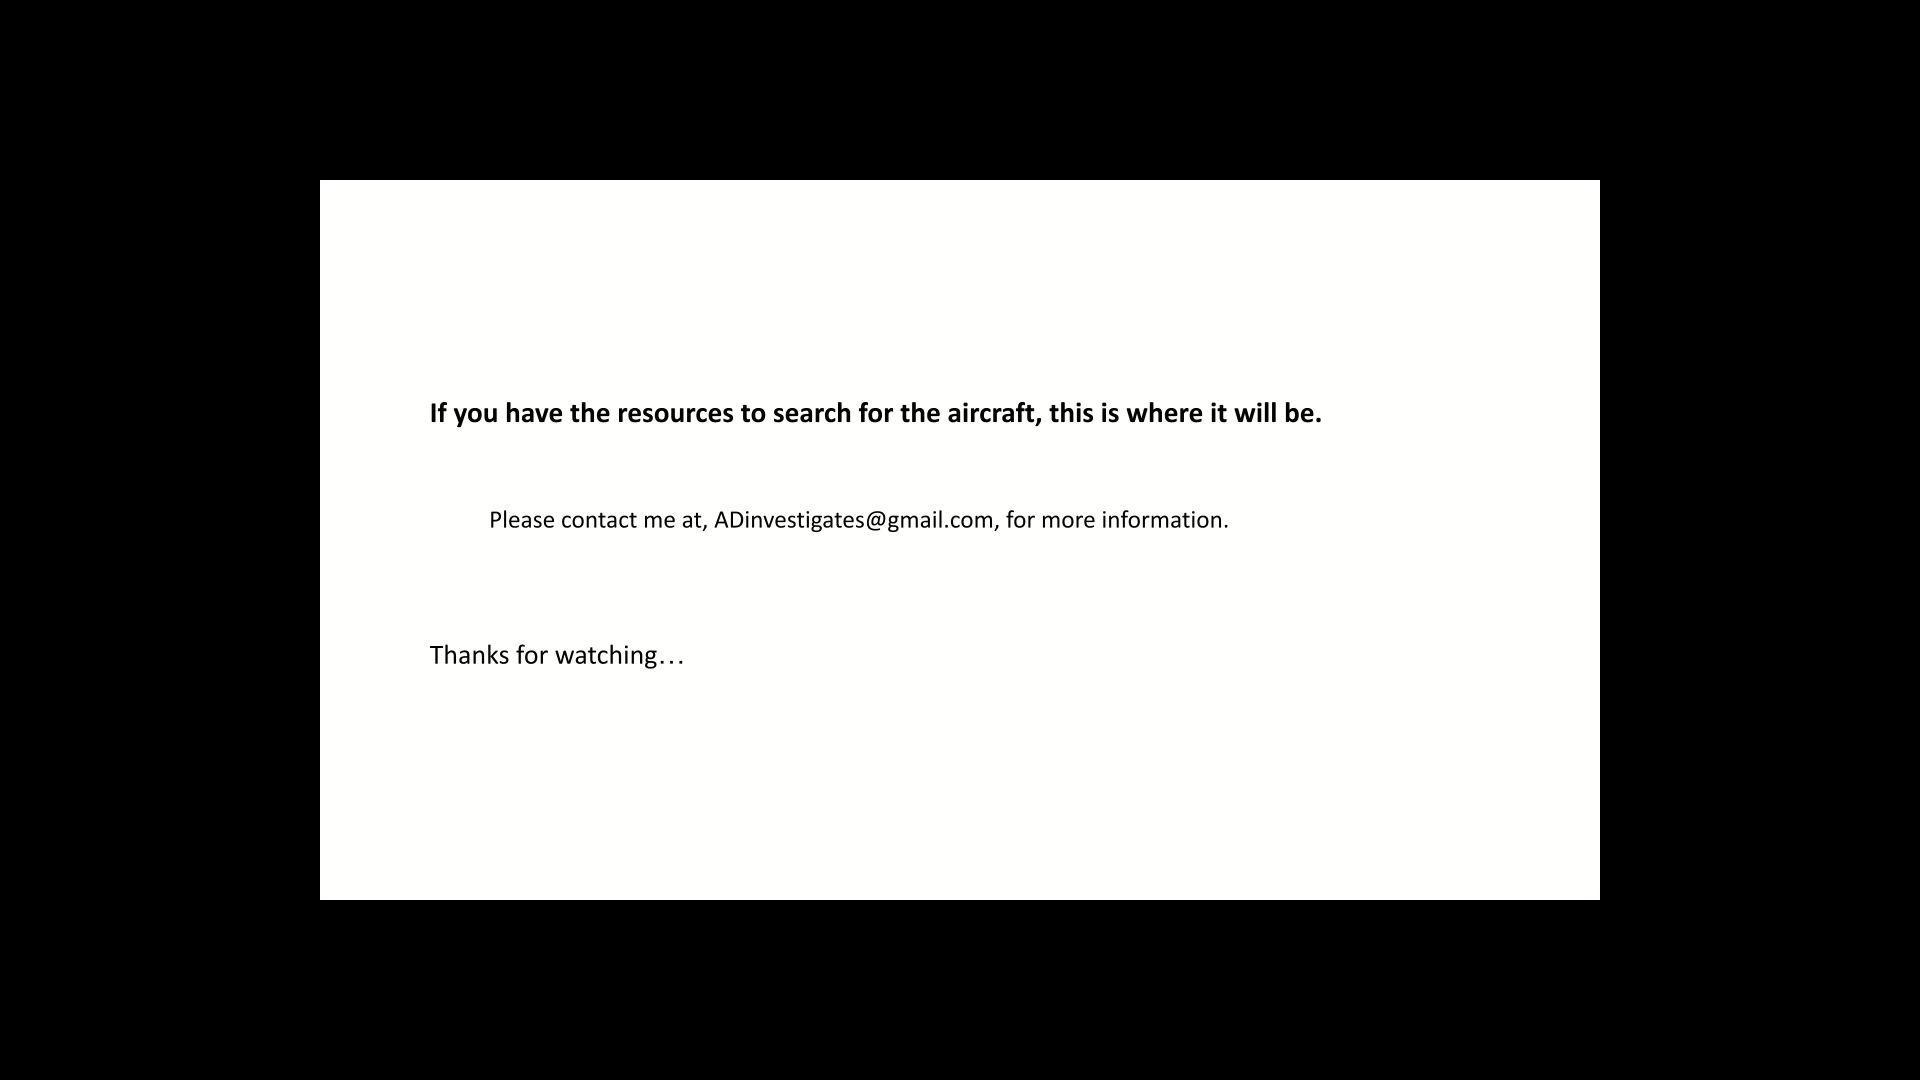 If you have the resources to search for the aircraft, this is where it will be.
Please contact me at, ADinvestigates@gmail.com, for more information.
Thanks for watching…